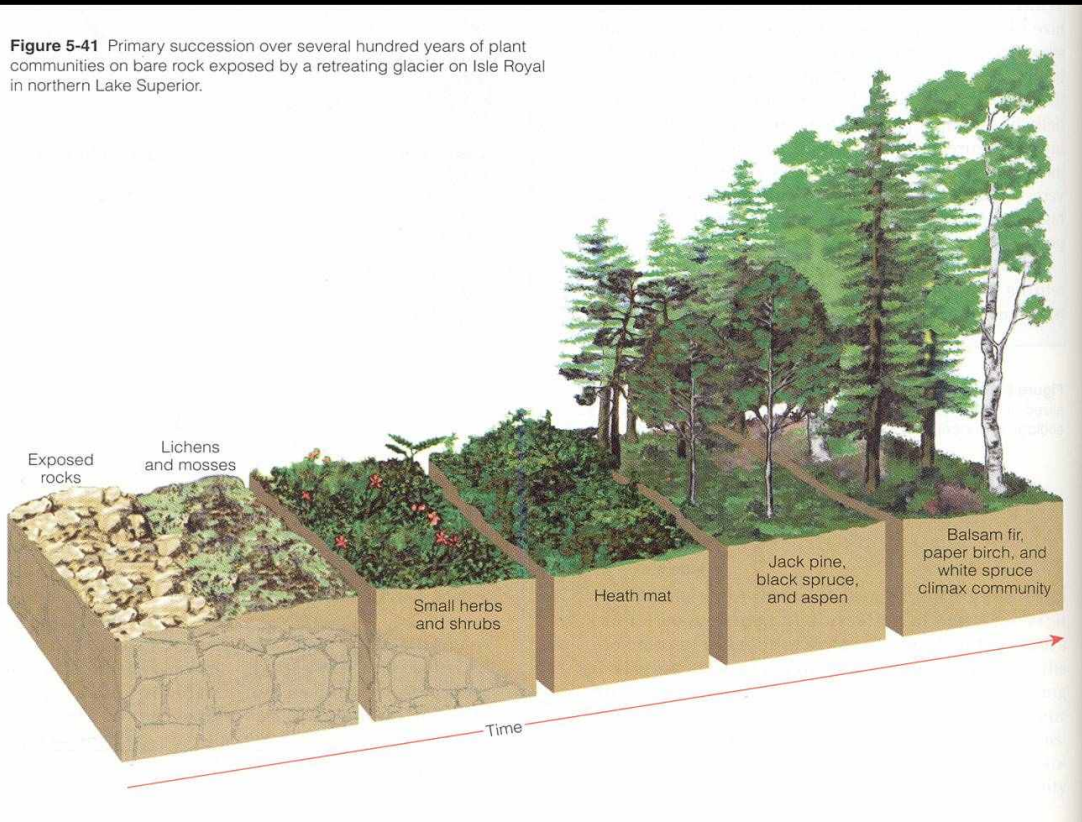 Figure 5-41 Primary succession over several hundred years of plant
communities on bare rock exposed by a retreating glacier on Isle Royal
in northern Lake Superior.
Exposed
rocks
Lichens
and mosses
Small herbs
and shrubs
Heath mat
Jack pine,
black spruce,
and aspen
Balsam fir,
paper birch, and
white spruce
climax community
Time